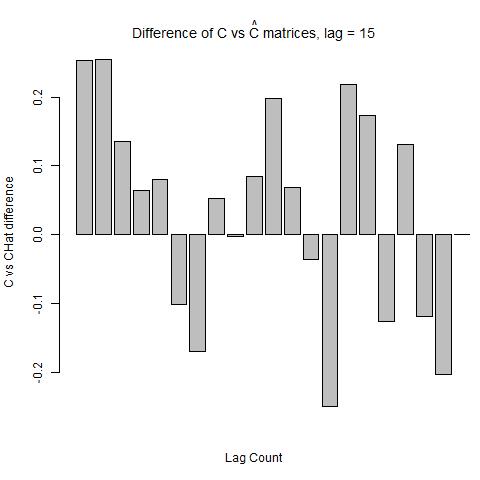 Difference of C vs Ĉ matrices, lag = 15
C vs CHat difference
0.2
0.1
0.0
-0.1
-0.2
Lag Count